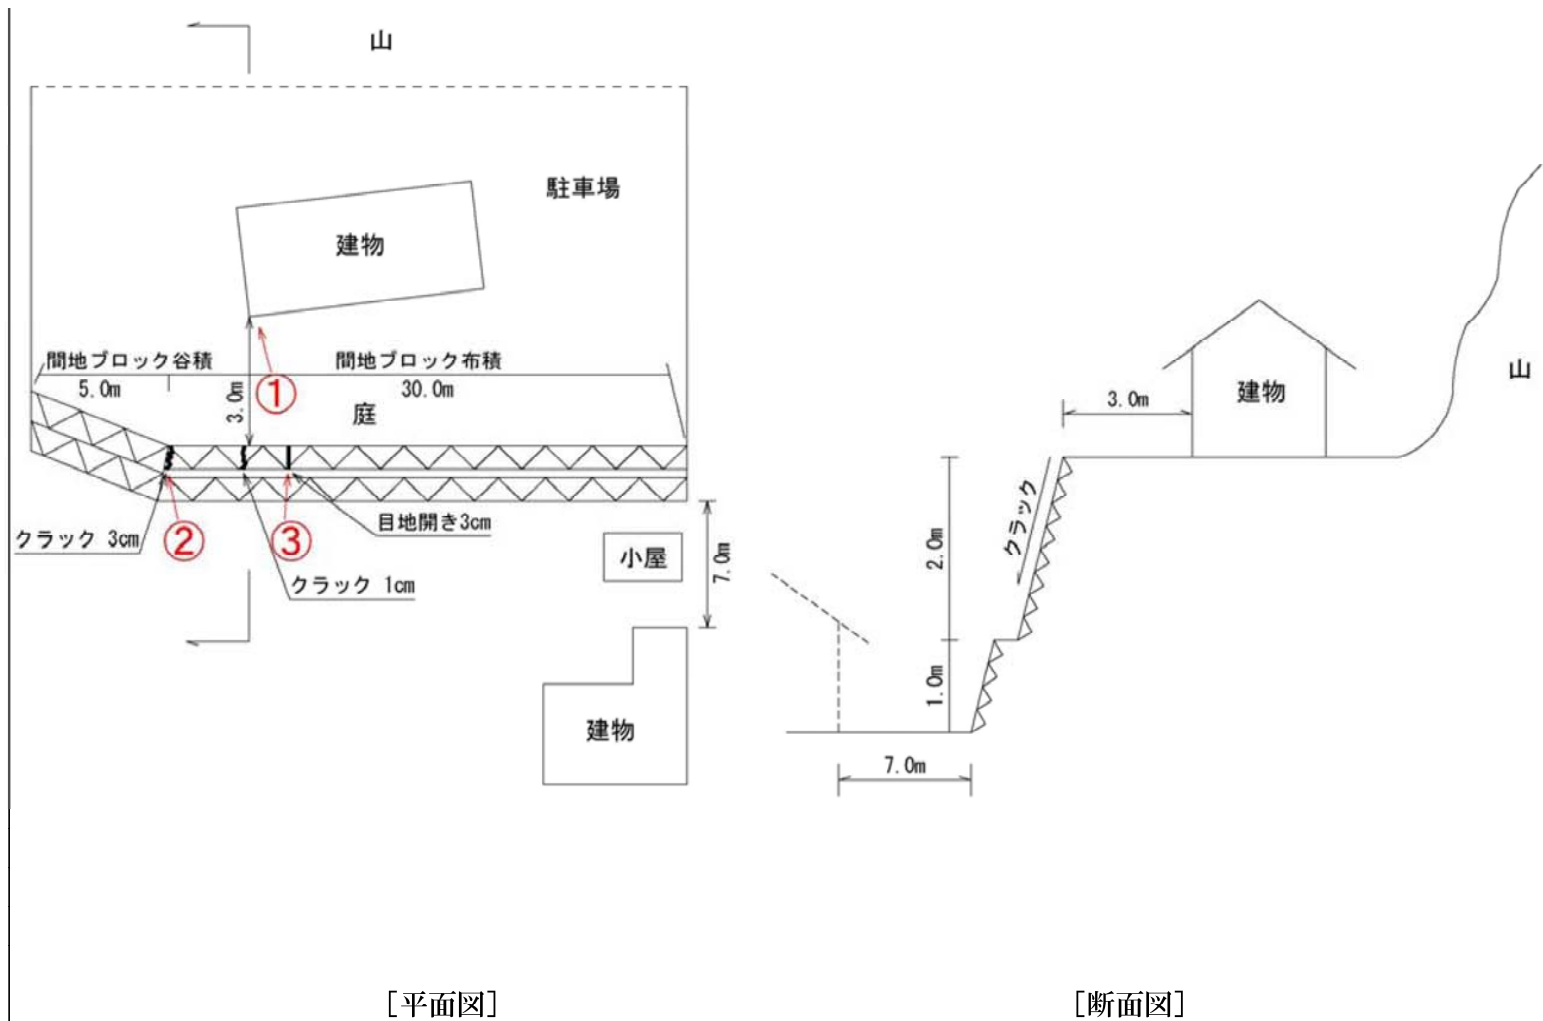 山
駐車場
建物
間地ブロック谷積
5.0m
間地ブロック布積
30.0m
3.0m
①
庭
クラック 3cm
②
③
目地開き3cm
クラック 1cm
小屋
7.0m
建物
[平面図]
山
建物
3.0m
クラック
2.0m
1.0m
7.0m
[断面図]